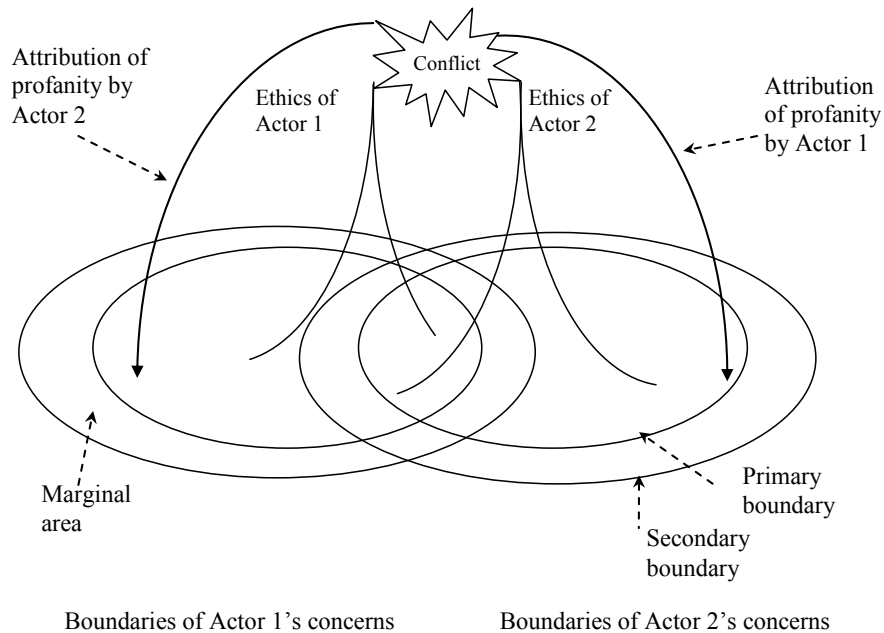 Conflict
Attribution of
profanity by
Actor 2
Ethics of
Actor 1
Ethics of
Actor 2
Attribution
of profanity
by Actor 1
Marginal
area
Primary
boundary
Secondary
boundary
Boundaries of Actor 1’s concerns
Boundaries of Actor 2’s concerns